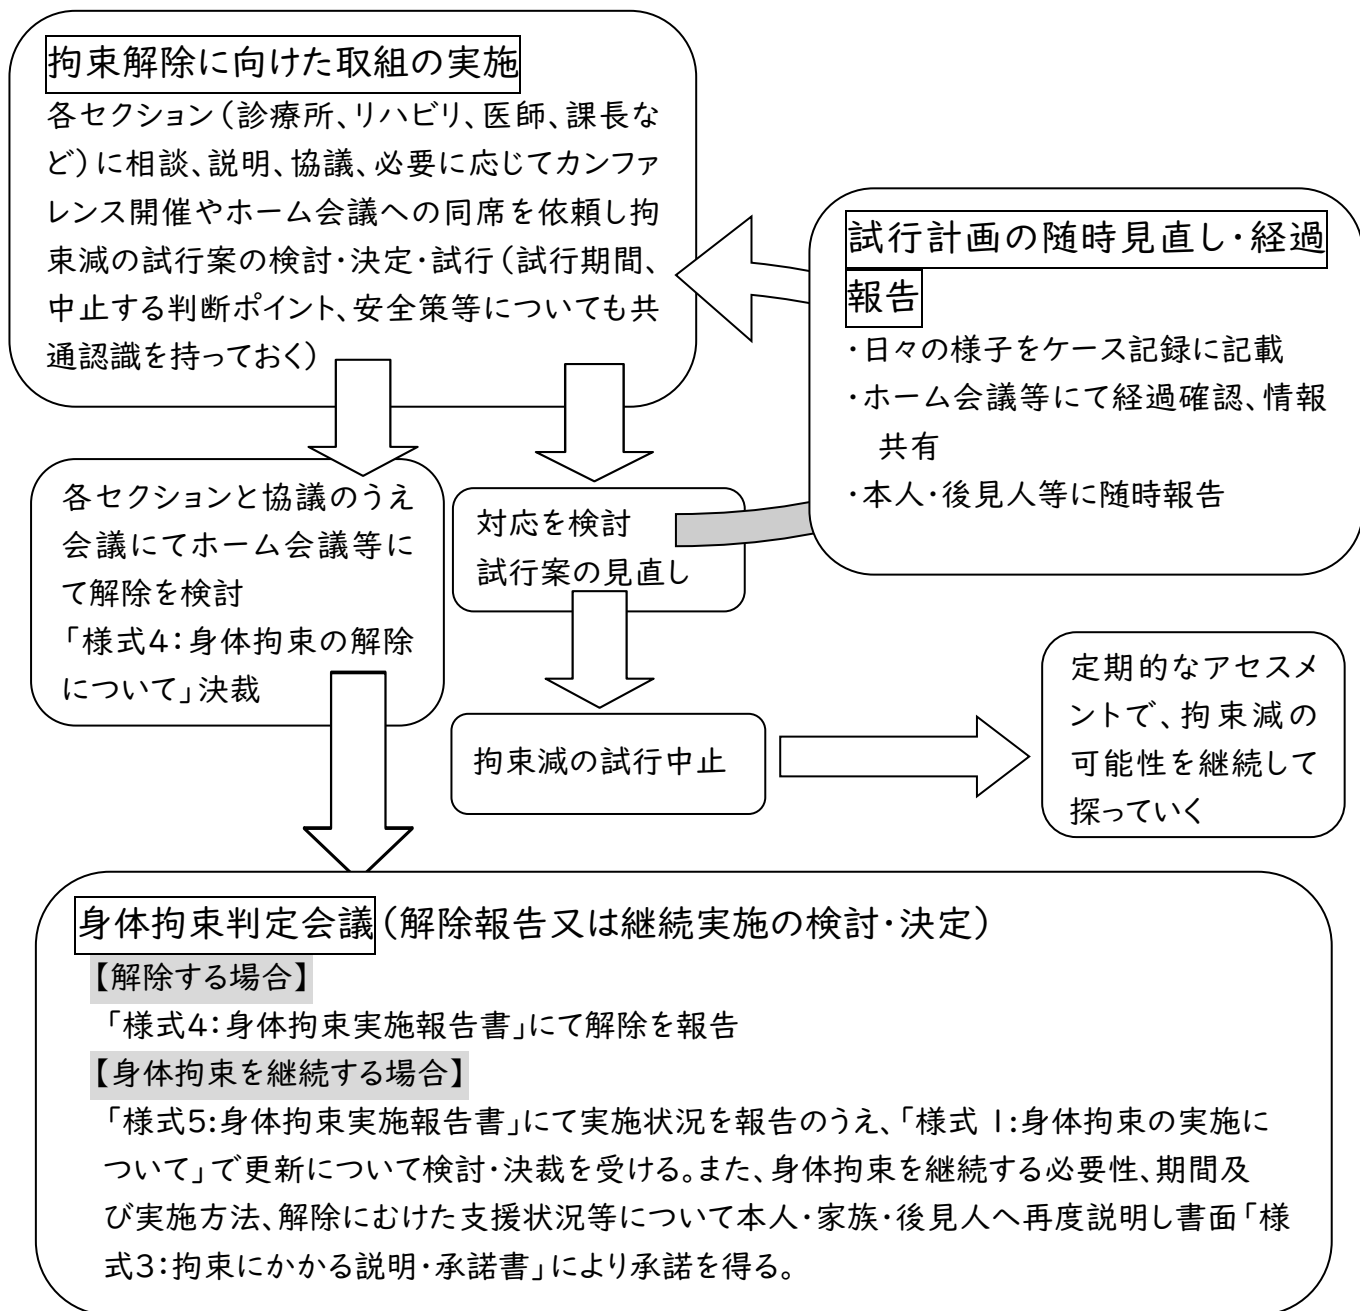 拘束解除に向けた取組の実施
各セクション（診療所、リハビリ、医師、課長な
ど）に相談、説明、協議、必要に応じてカンファ
レンス開催やホーム会議への同席を依頼し拘
束減の試行案の検討・決定・試行（試行期間、
中止する判断ポイント、安全策等についても共
通認識を持っておく）
試行計画の随時見直し・経過
報告
・日々の様子をケース記録に記載
・ホーム会議等にて経過確認、情報
共有
・本人・後見人等に随時報告
各セクションと協議のうえ
会議にてホーム会議等に
て解除を検討
「様式4：身体拘束の解除
について」決裁
対応を検討
試行案の見直し
拘束減の試行中止
定期的なアセスメ
ントで、拘束減の
可能性を継続して
探っていく
身体拘束判定会議（解除報告又は継続実施の検討・決定）
【解除する場合】
「様式4：身体拘束実施報告書」にて解除を報告
【身体拘束を継続する場合】
「様式5:身体拘束実施報告書」にて実施状況を報告のうえ、「様式 1:身体拘束の実施に
ついて」で更新について検討・決裁を受ける。また、身体拘束を継続する必要性、期間及
び実施方法、解除にむけた支援状況等について本人・家族・後見人へ再度説明し書面「様
式3：拘束にかかる説明・承諾書」により承諾を得る。